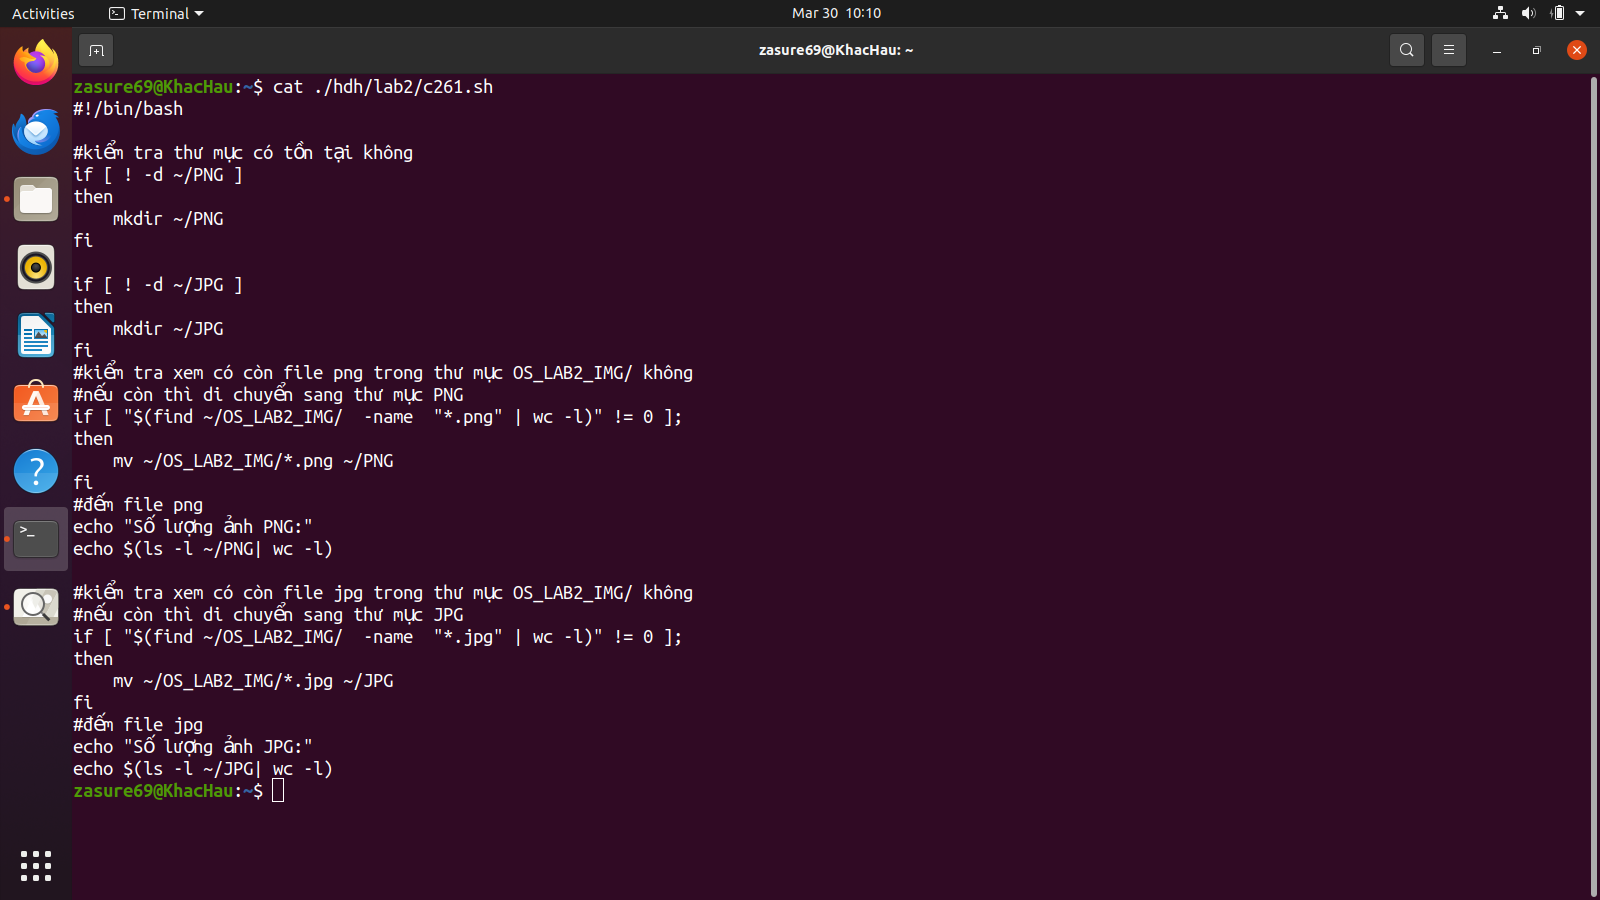 Activities
Terminal
Mar 30 10:10
zasure69@KhacHau: ~
zasure69@KhacHau:~$ cat ./hdh/lab2/c261.sh
#!/bin/bash

#kiểm tra thư mục có tồn tại không
if [ ! -d ~/PNG ]
then
    mkdir ~/PNG
fi

if [ ! -d ~/JPG ]
then
    mkdir ~/JPG
fi
#kiểm tra xem có còn file png trong thư mục OS_LAB2_IMG/ không
#nếu còn thì di chuyển sang thư mục PNG
if [ "$(find ~/OS_LAB2_IMG/  -name  "*.png" | wc -l)" != 0 ];
then
    mv ~/OS_LAB2_IMG/*.png ~/PNG
fi
#đếm file png
echo "Số lượng ảnh PNG:"
echo $(ls -l ~/PNG| wc -l)

#kiểm tra xem có còn file jpg trong thư mục OS_LAB2_IMG/ không
#nếu còn thì di chuyển sang thư mục JPG
if [ "$(find ~/OS_LAB2_IMG/  -name  "*.jpg" | wc -l)" != 0 ];
then
    mv ~/OS_LAB2_IMG/*.jpg ~/JPG
fi
#đếm file jpg
echo "Số lượng ảnh JPG:"
echo $(ls -l ~/JPG| wc -l)
zasure69@KhacHau:~$